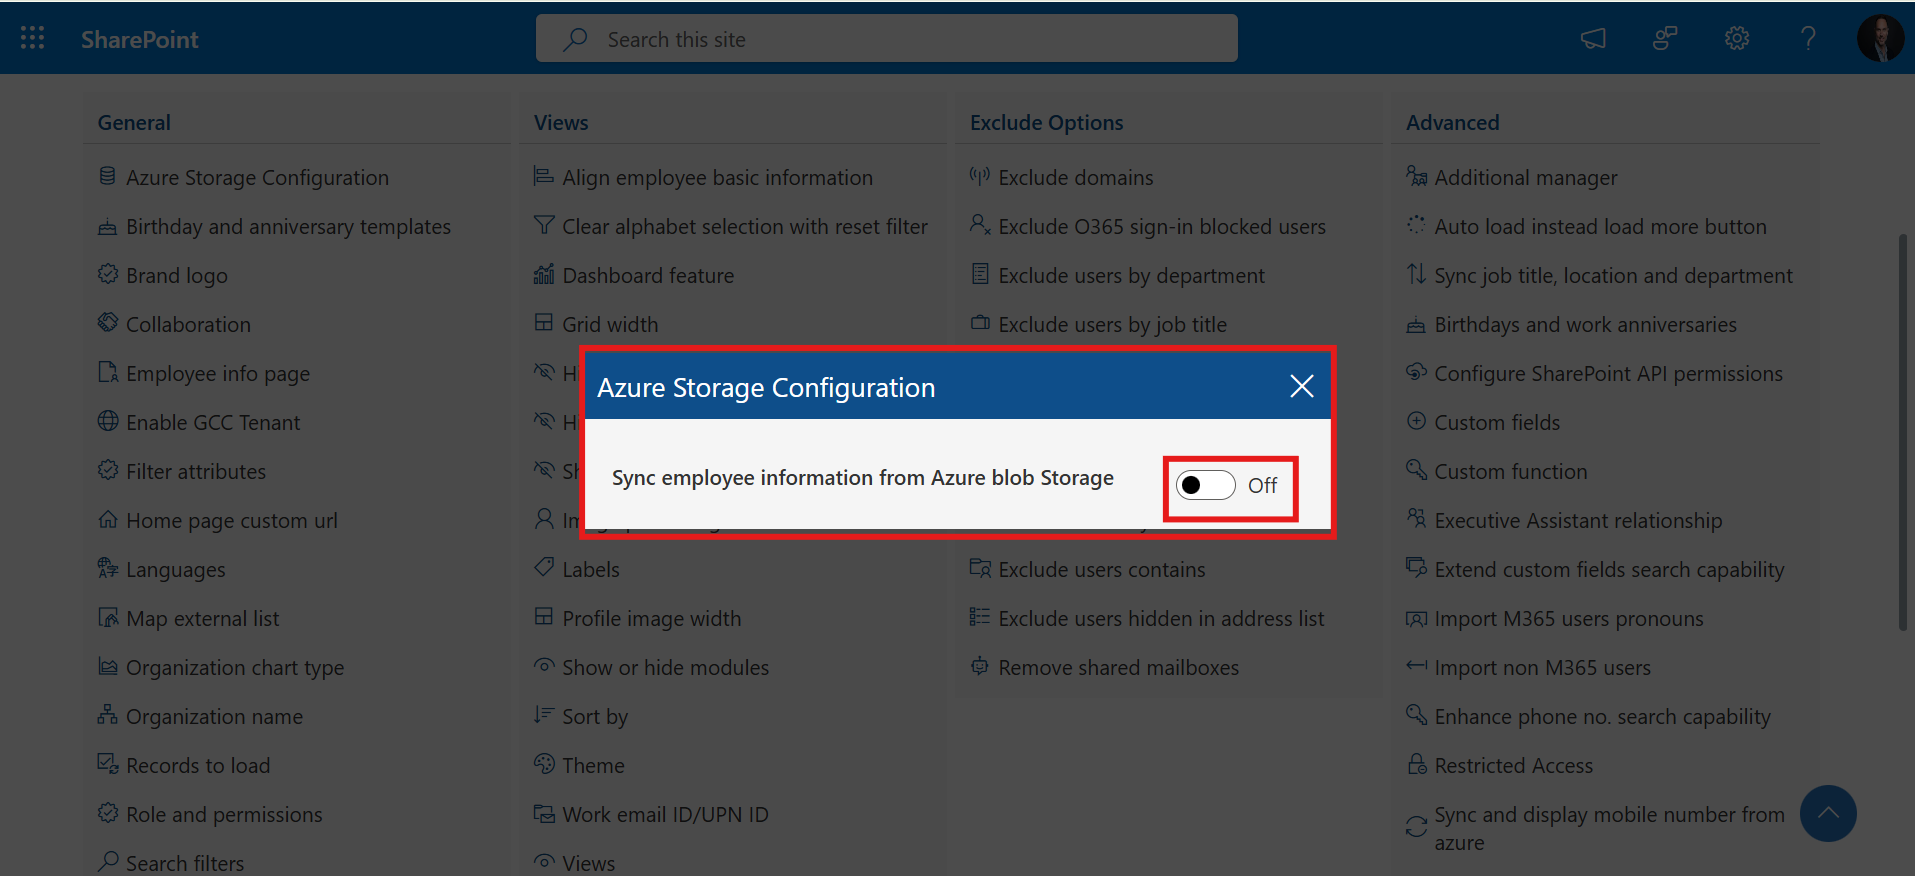 SharePoint
Search this site
General
Azure Storage Configuration
Birthday and anniversary templates
Brand logo
Collaboration
Employee info page
Enable GCC Tenant
Filter attributes
Home page custom url
Languages
Map external list
Organization chart type
Organization name
Records to load
Role and permissions
Search filters
Views
Align employee basic information
Clear alphabet selection with reset filter
Dashboard feature
Grid width
Labels
Profile image width
Show or hide modules
Sort by
Theme
Work email ID/UPN ID
Views
Exclude Options
Exclude domains
Exclude O365 sign-in blocked users
Exclude users by department
Exclude users by job title
Exclude users contains
Exclude users hidden in address list
Remove shared mailboxes
Advanced
Additional manager
Auto load instead load more button
Sync job title, location and department
Birthdays and work anniversaries
Configure SharePoint API permissions
Custom fields
Custom function
Executive Assistant relationship
Extend custom fields search capability
Import M365 users pronouns
Import non M365 users
Enhance phone no. search capability
Restricted Access
Sync and display mobile number from
azure
Azure Storage Configuration
Sync employee information from Azure blob Storage
Off